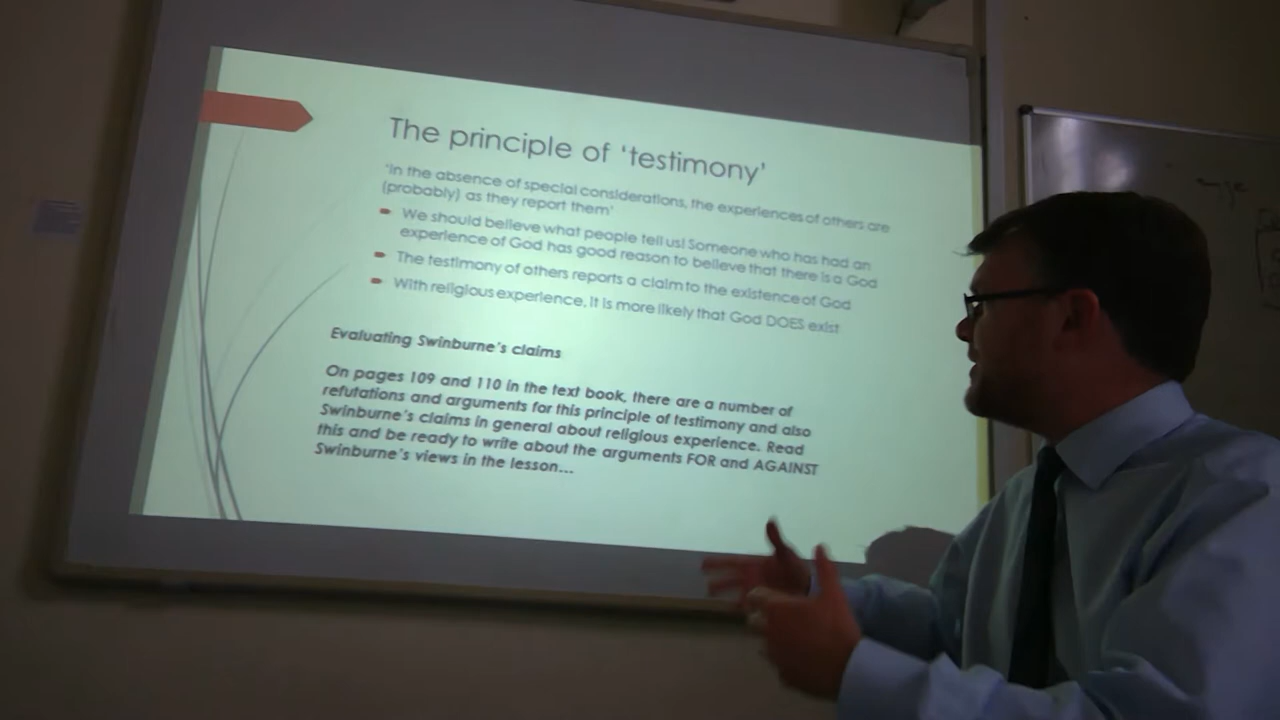 The principle of ‘testimony’
‘In the absence of special considerations, the experiences of others are
(probably) as they report them’
We should believe what people tell us! Someone who has had an
experience of God has good reason to believe that there is a God
The testimony of others reports a claim to the existence of God
With religious experience, it is more likely that God DOES exist
Evaluating Swinburne’s claims
On pages 109 and 110 in the text book, there are a number of
refutations and arguments for this principle of testimony and also
Swinburne’s claims in general about religious experience. Read
this and be ready to write about the arguments FOR and AGAINST
Swinburne’s views in the lesson...